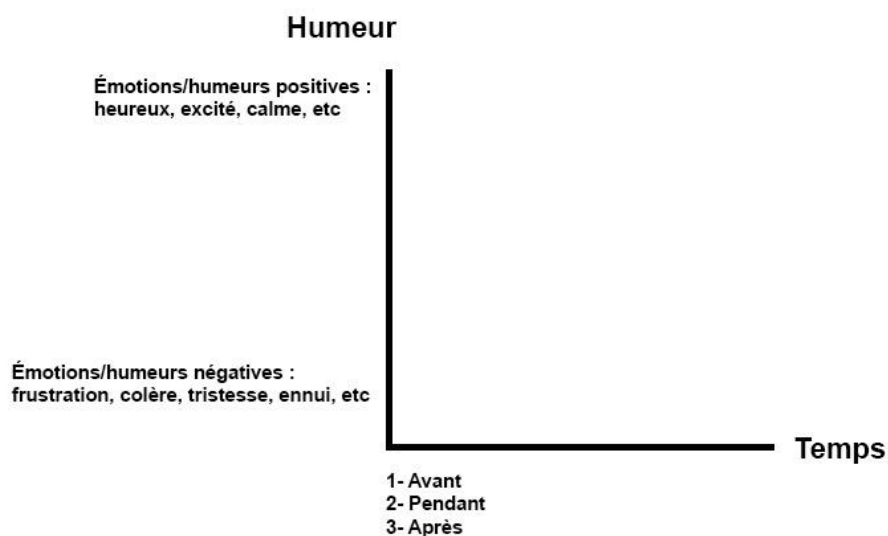 Humeur
Émotions/humeurs positives :
heureux, excité, calme, etc
Émotions/humeurs négatives :
frustration, colère, tristesse, ennui, etc
Temps
1- Avant
2- Pendant
3- Après